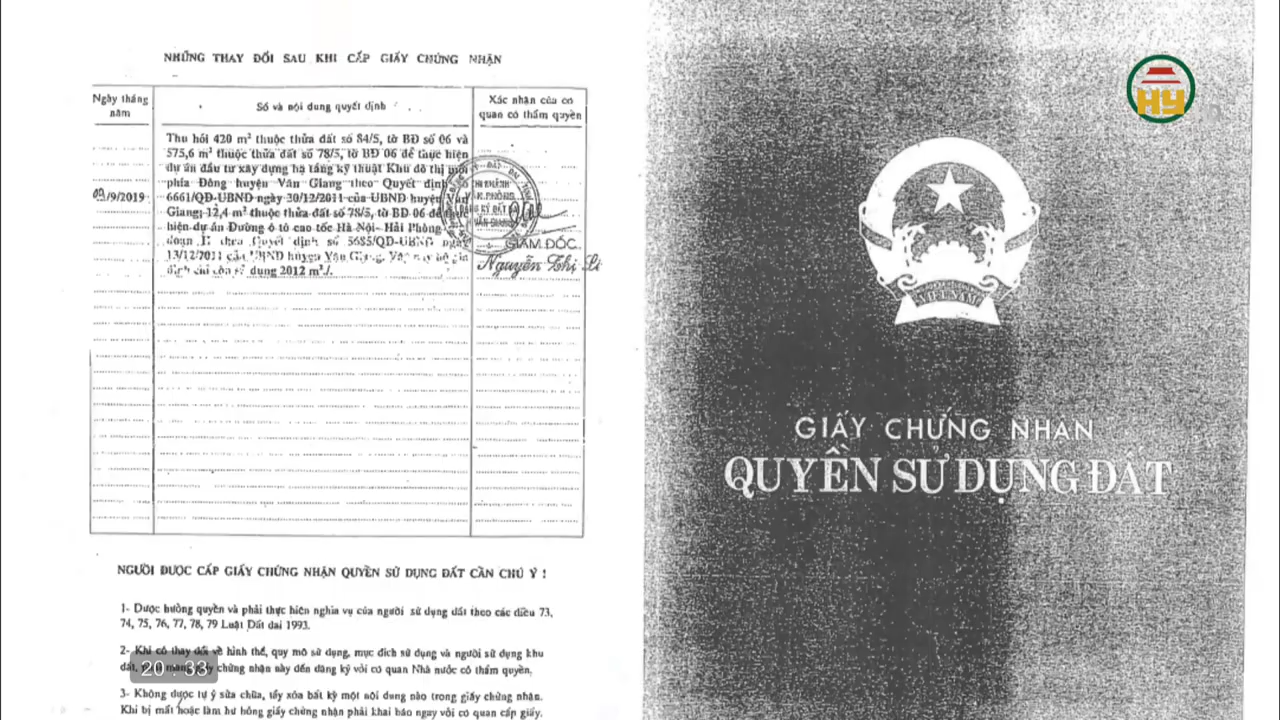 NHỮNG THAY ĐỔI SAU KHI CẤP GIẤY CHỨNG NHẬN
Ngày tháng năm
Số và nội dung quyết định
Xác nhận của cơ quan có thẩm quyền
Thu hồi 420 m² thuộc thửa đất số 84/5, tờ BĐ số 06 và
575,6 m² thuộc thửa đất số 78/5, tờ BĐ 06 để thực hiện
dự án đầu tư xây dựng hạ tầng kỹ thuật Khu đô thị mới
phía Đông huyện Văn Giang theo Quyết định số
/9/2019
6661/QĐ-UBND ngày 30/12/2011 của UBND huyện Văn
Giang; 12,4 m² thuộc thửa đất số 78/5, tờ BĐ 06 để thực
hiện dự án Đường ô tô cao tốc Hà Nội- Hải Phòng
đoạn theo Quyết định số 5685/QĐ-UBND ngày
13/12/2011 của UBND huyện Văn Giang,
sử dụng 2012 m²./.
CHI NHÁNH
V.P. PHÒNG
ĐĂNG KÝ ĐẤT
VĂN GIANG
GIÁM ĐỐC
Nguyễn Thị Li
NGƯỜI ĐƯỢC CẤP GIẤY CHỨNG NHẬN QUYỀN SỬ DỤNG ĐẤT CẦN CHÚ Ý !
1- Được hưởng quyền và phải thực hiện nghĩa vụ của người sử dụng đất theo các điều 73,
74, 75, 76, 77, 78, 79 Luật Đất đai 1993.
2- Khi có thay đổi về hình thể, quy mô sử dụng, mục đích sử dụng và người sử dụng khu
đất, mang giấy chứng nhận này đến đăng ký với cơ quan Nhà nước có thẩm quyền.
20 : 33
3- Không được tự ý sửa chữa, tẩy xóa bất kỳ một nội dung nào trong giấy chứng nhận.
Khi bị mất hoặc làm hư hỏng giấy chứng nhận phải khai báo ngay với cơ quan cấp giấy.
HY
VIỆT NAM
GIẤY CHỨNG NHẬN
QUYỀN SỬ DỤNG ĐẤT